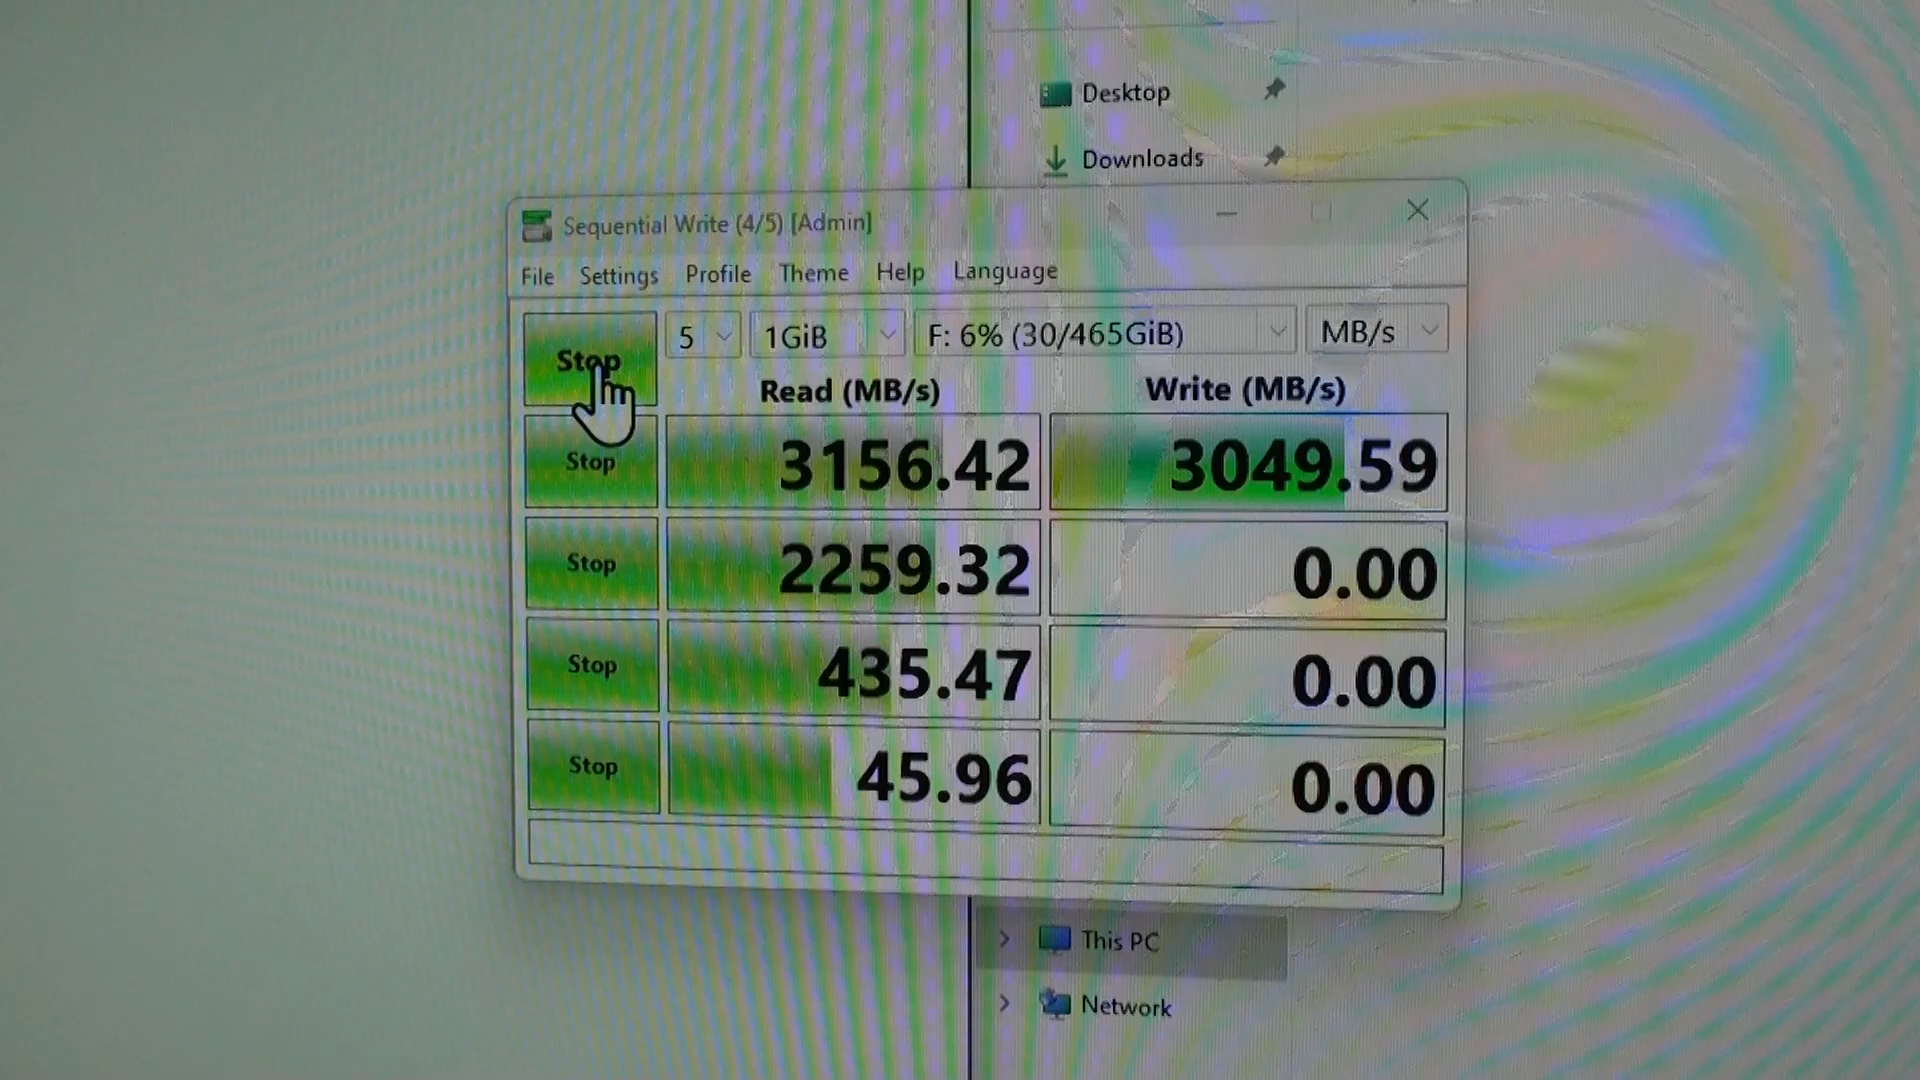 Desktop
Downloads
Sequential Write (4/5) [Admin]
File Settings Profile Theme Help Language
Stop 5 1GiB F: 6% (30/465GiB) MB/s
Read (MB/s) Write (MB/s)
Stop 3156.42 3049.59
Stop 2259.32 0.00
Stop 435.47 0.00
Stop 45.96 0.00
This PC
Network